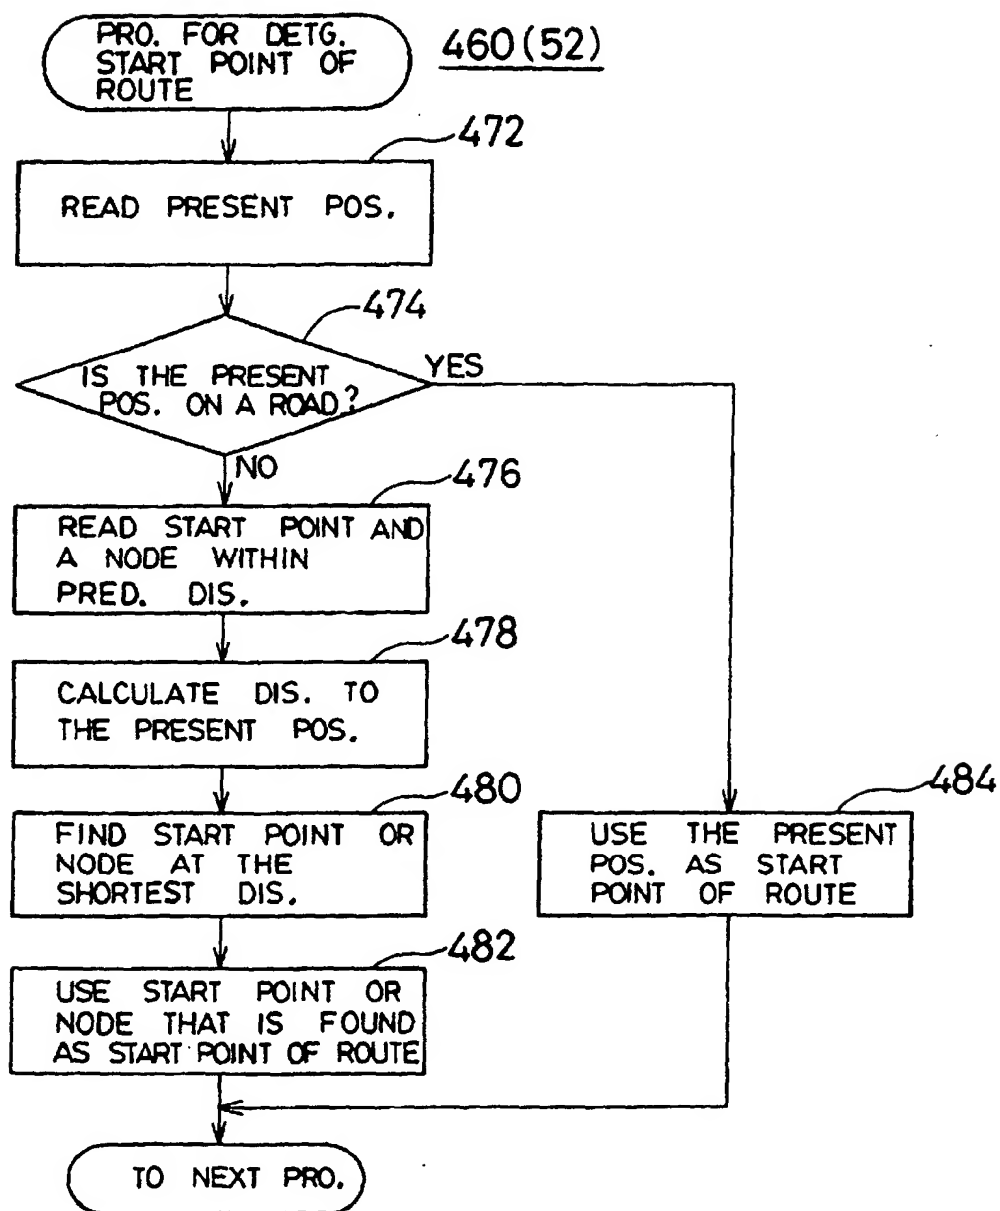 PRO. FOR DETG.
START POINT OF
ROUTE
460(52)
472
READ PRESENT POS.
474
IS THE PRESENT
POS. ON A ROAD?
YES
NO
476
READ START POINT AND
A NODE WITHIN
PRED. DIS.
478
CALCULATE DIS. TO
THE PRESENT POS.
480
FIND START POINT OR
NODE AT THE
SHORTEST DIS.
484
USE THE PRESENT
POS. AS START
POINT OF ROUTE
482
USE START POINT OR
NODE THAT IS FOUND
AS START POINT OF ROUTE
TO NEXT PRO.